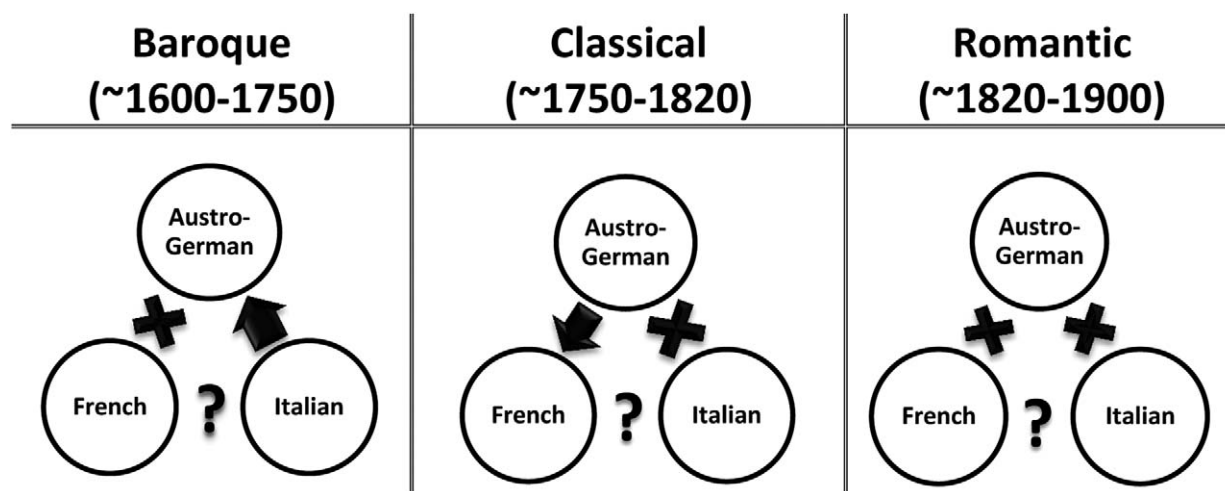 Baroque
(~1600-1750)
Classical
(~1750-1820)
Romantic
(~1820-1900)
Austro-
German
French
?
Italian
Austro-
German
French
?
Italian
Austro-
German
French
?
Italian